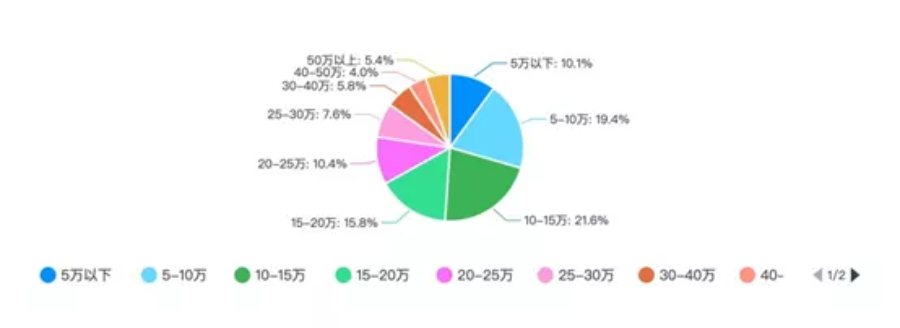 50万以上: 5.4%
40-50万: 4.0%
30-40万: 5.8%
25-30万: 7.6%
20-25万: 10.4%
15-20万: 15.8%
5万以下: 10.1%
5-10万: 19.4%
10-15万: 21.6%
5万以下 5-10万 10-15万 15-20万 20-25万 25-30万 30-40万 40- 1/2